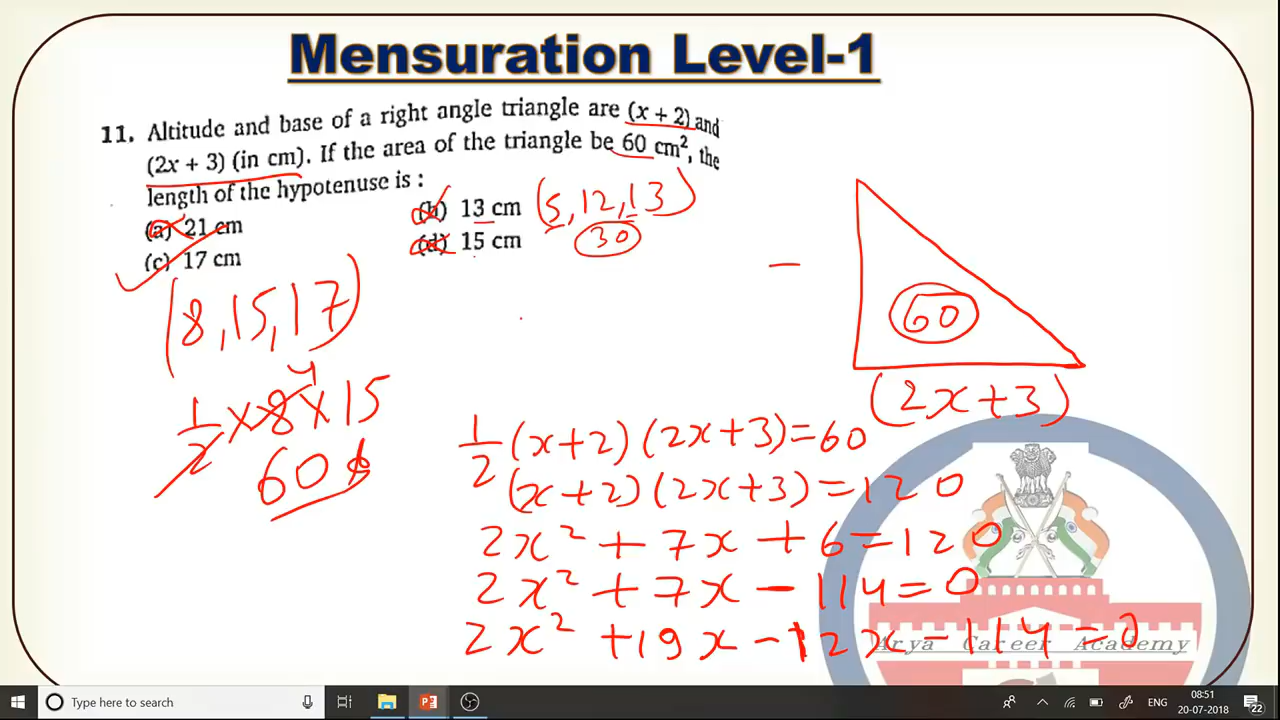 Mensuration Level-1
11. Altitude and base of a right angle triangle are (x + 2) and
(2x + 3) (in cm). If the area of the triangle be 60 cm², the
length of the hypotenuse is :
(a) 21 cm
(b) 13 cm
(5, 12, 13)
30
(c) 17 cm
(d) 15 cm
(8, 15, 17)
1/2 × 8 × 15
4
60
60
(2x+3)
1/2 (x+2) (2x+3) = 60
(x+2) (2x+3) = 120
2x² + 7x + 6 = 120
2x² + 7x - 114 = 0
2x² + 19x - 12x - 114 = 0
Arya Career Academy
Type here to search
ENG
08:51
20-07-2018
22